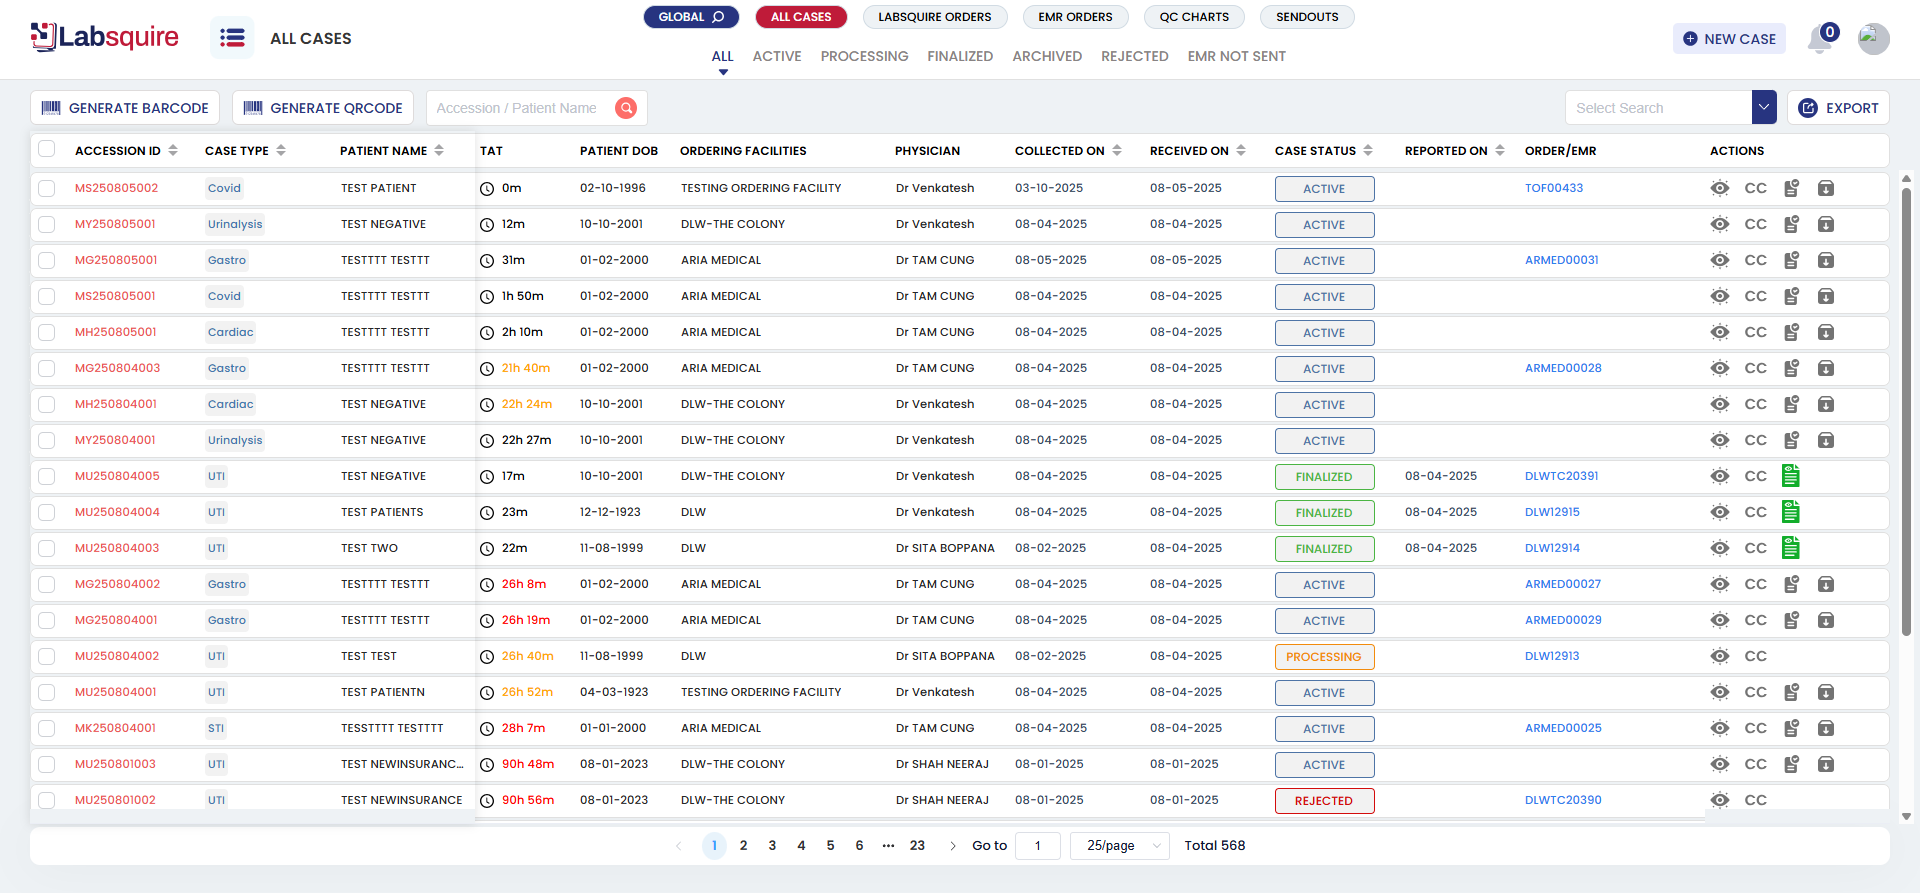 Labsquire
ALL CASES
GLOBAL ALL CASES LABSQUIRE ORDERS EMR ORDERS QC CHARTS SENDOUTS
ALL ACTIVE PROCESSING FINALIZED ARCHIVED REJECTED EMR NOT SENT
NEW CASE 0
GENERATE BARCODE GENERATE QRCODE Accession / Patient Name Select Search EXPORT
ACCESSION ID CASE TYPE PATIENT NAME TAT PATIENT DOB ORDERING FACILITIES PHYSICIAN COLLECTED ON RECEIVED ON CASE STATUS REPORTED ON ORDER/EMR ACTIONS
MS250805002 Covid TEST PATIENT 0m 02-10-1996 TESTING ORDERING FACILITY Dr Venkatesh 03-10-2025 08-05-2025 ACTIVE TOF00433 CC
MY250805001 Urinalysis TEST NEGATIVE 12m 10-10-2001 DLW-THE COLONY Dr Venkatesh 08-04-2025 08-05-2025 ACTIVE CC
MG250805001 Gastro TESTTTT TESTTT 31m 01-02-2000 ARIA MEDICAL Dr TAM CUNG 08-05-2025 08-05-2025 ACTIVE ARMED00031 CC
MS250805001 Covid TESTTTT TESTTT 1h 50m 01-02-2000 ARIA MEDICAL Dr TAM CUNG 08-04-2025 08-04-2025 ACTIVE CC
MH250805001 Cardiac TESTTTT TESTTT 2h 10m 01-02-2000 ARIA MEDICAL Dr TAM CUNG 08-04-2025 08-04-2025 ACTIVE CC
MG250804003 Gastro TESTTTT TESTTT 21h 40m 01-02-2000 ARIA MEDICAL Dr TAM CUNG 08-04-2025 08-04-2025 ACTIVE ARMED00028 CC
MH250804001 Cardiac TEST NEGATIVE 22h 24m 10-10-2001 DLW-THE COLONY Dr Venkatesh 08-04-2025 08-04-2025 ACTIVE CC
MY250804001 Urinalysis TEST NEGATIVE 22h 27m 10-10-2001 DLW-THE COLONY Dr Venkatesh 08-04-2025 08-04-2025 ACTIVE CC
MU250804005 UTI TEST NEGATIVE 17m 10-10-2001 DLW-THE COLONY Dr Venkatesh 08-04-2025 08-04-2025 FINALIZED 08-04-2025 DLWTC20391 CC
MU250804004 UTI TEST PATIENTS 23m 12-12-1923 DLW Dr Venkatesh 08-04-2025 08-04-2025 FINALIZED 08-04-2025 DLW12915 CC
MU250804003 UTI TEST TWO 22m 11-08-1999 DLW Dr SITA BOPPANA 08-02-2025 08-04-2025 FINALIZED 08-04-2025 DLW12914 CC
MG250804002 Gastro TESTTTT TESTTT 26h 8m 01-02-2000 ARIA MEDICAL Dr TAM CUNG 08-04-2025 08-04-2025 ACTIVE ARMED00027 CC
MG250804001 Gastro TESTTTT TESTTT 26h 19m 01-02-2000 ARIA MEDICAL Dr TAM CUNG 08-04-2025 08-04-2025 ACTIVE ARMED00029 CC
MU250804002 UTI TEST TEST 26h 40m 11-08-1999 DLW Dr SITA BOPPANA 08-02-2025 08-04-2025 PROCESSING DLW12913 CC
MU250804001 UTI TEST PATIENTN 26h 52m 04-03-1923 TESTING ORDERING FACILITY Dr Venkatesh 08-04-2025 08-04-2025 ACTIVE CC
MK250804001 STI TESSTTTT TESTTTT 28h 7m 01-01-2000 ARIA MEDICAL Dr TAM CUNG 08-04-2025 08-04-2025 ACTIVE ARMED00025 CC
MU250801003 UTI TEST NEWINSURANC... 90h 48m 08-01-2023 DLW-THE COLONY Dr SHAH NEERAJ 08-01-2025 08-01-2025 ACTIVE CC
MU250801002 UTI TEST NEWINSURANCE 90h 56m 08-01-2023 DLW-THE COLONY Dr SHAH NEERAJ 08-01-2025 08-01-2025 REJECTED DLWTC20390 CC
1 2 3 4 5 6 ••• 23 Go to 1 25/page Total 568